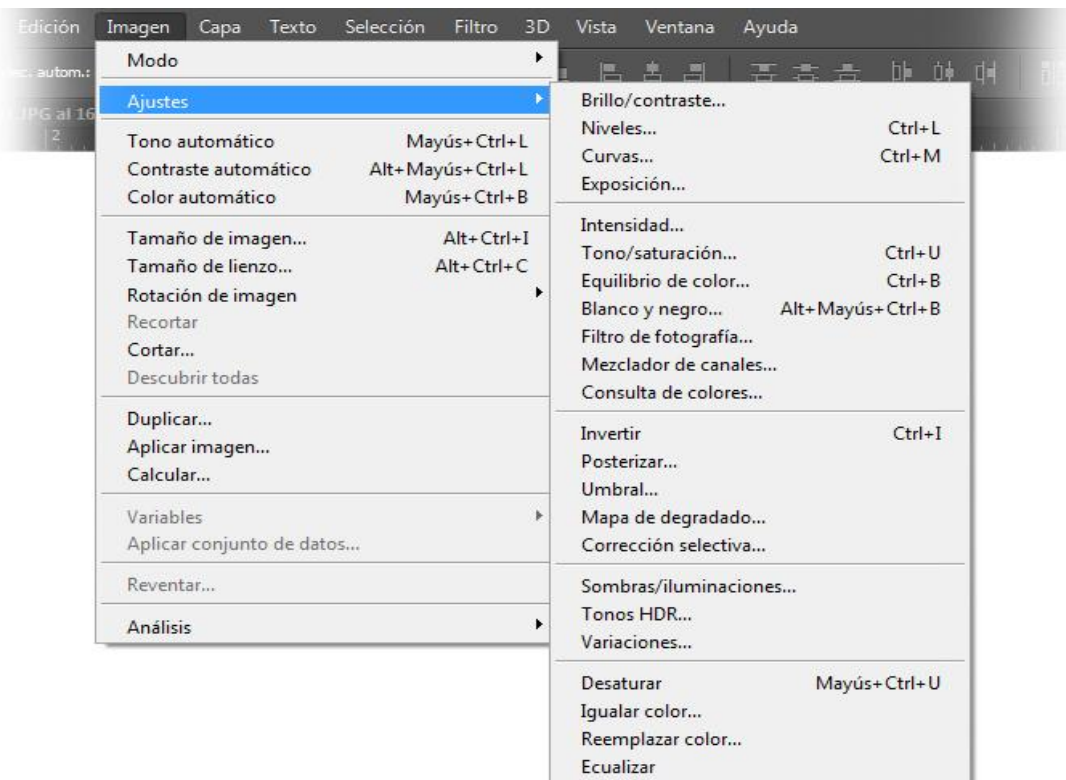 Edición Imagen Capa Texto Selección Filtro 3D Vista Ventana Ayuda
autom.:
JPG al 16
2
Modo
Ajustes
Tono automático Mayús+Ctrl+L
Contraste automático Alt+Mayús+Ctrl+L
Color automático Mayús+Ctrl+B
Tamaño de imagen... Alt+Ctrl+I
Tamaño de lienzo... Alt+Ctrl+C
Rotación de imagen
Recortar
Cortar...
Descubrir todas
Duplicar...
Aplicar imagen...
Calcular...
Variables
Aplicar conjunto de datos...
Reventar...
Análisis
Brillo/contraste...
Niveles... Ctrl+L
Curvas... Ctrl+M
Exposición...
Intensidad...
Tono/saturación... Ctrl+U
Equilibrio de color... Ctrl+B
Blanco y negro... Alt+Mayús+Ctrl+B
Filtro de fotografía...
Mezclador de canales...
Consulta de colores...
Invertir Ctrl+I
Posterizar...
Umbral...
Mapa de degradado...
Corrección selectiva...
Sombras/iluminaciones...
Tonos HDR...
Variaciones...
Desaturar Mayús+Ctrl+U
Igualar color...
Reemplazar color...
Ecualizar